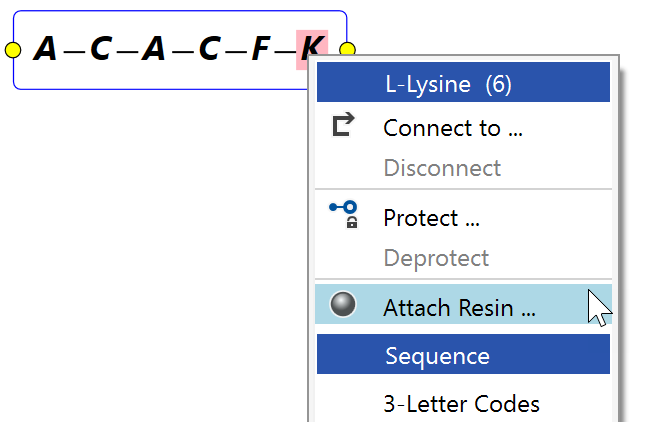 A–C–A–C–F–K
L-Lysine (6)
Connect to ...
Disconnect
Protect ...
Deprotect
Attach Resin ...
Sequence
3-Letter Codes